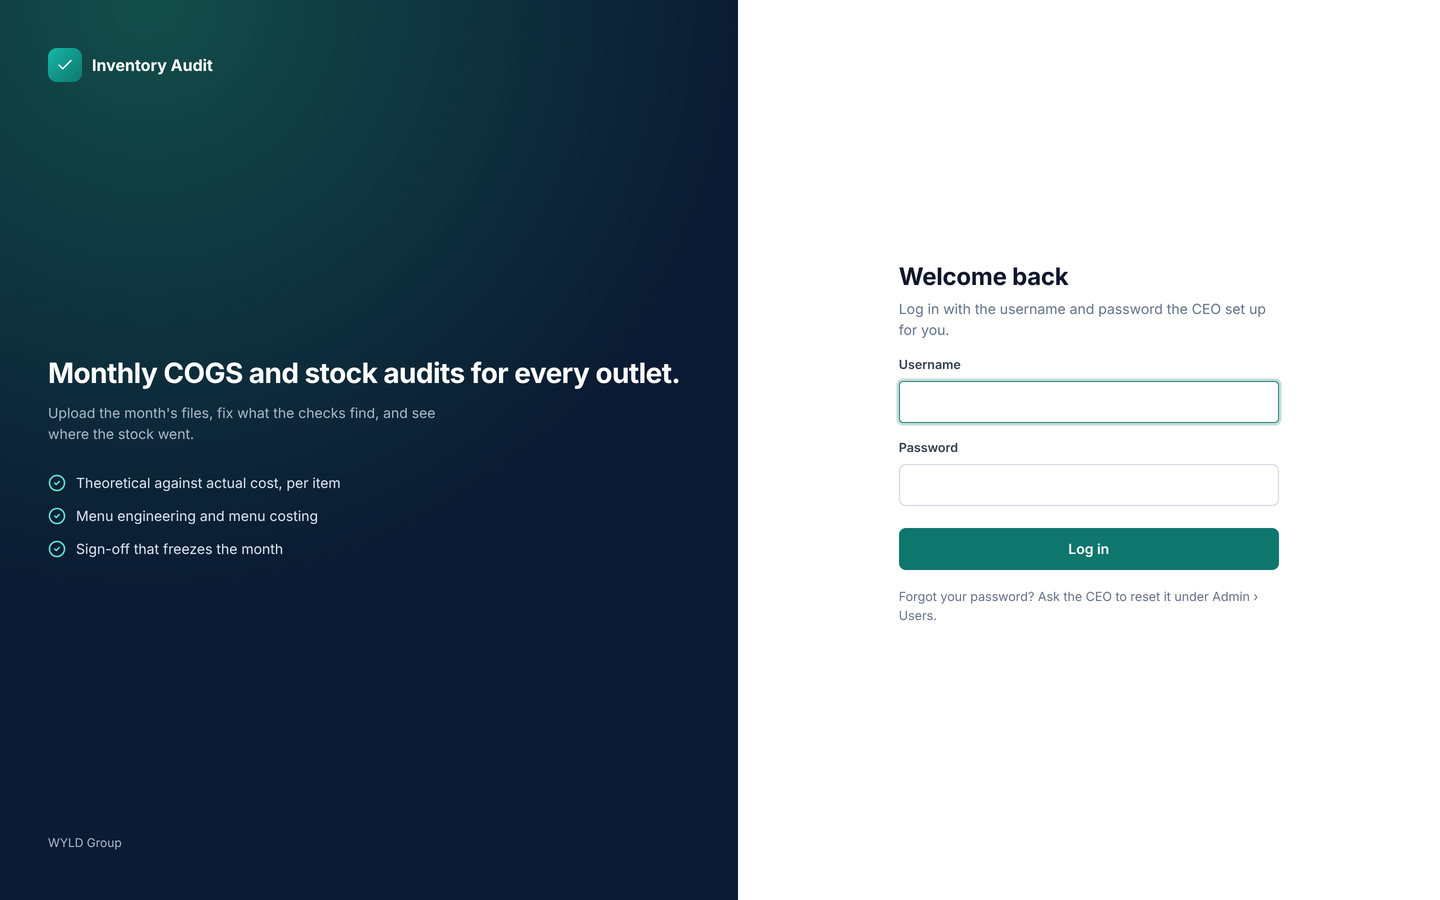 Inventory Audit
Monthly COGS and stock audits for every outlet.
Upload the month's files, fix what the checks find, and see
where the stock went.
Theoretical against actual cost, per item
Menu engineering and menu costing
Sign-off that freezes the month
WYLD Group
Welcome back
Log in with the username and password the CEO set up
for you.
Username
Password
Log in
Forgot your password? Ask the CEO to reset it under Admin ›
Users.